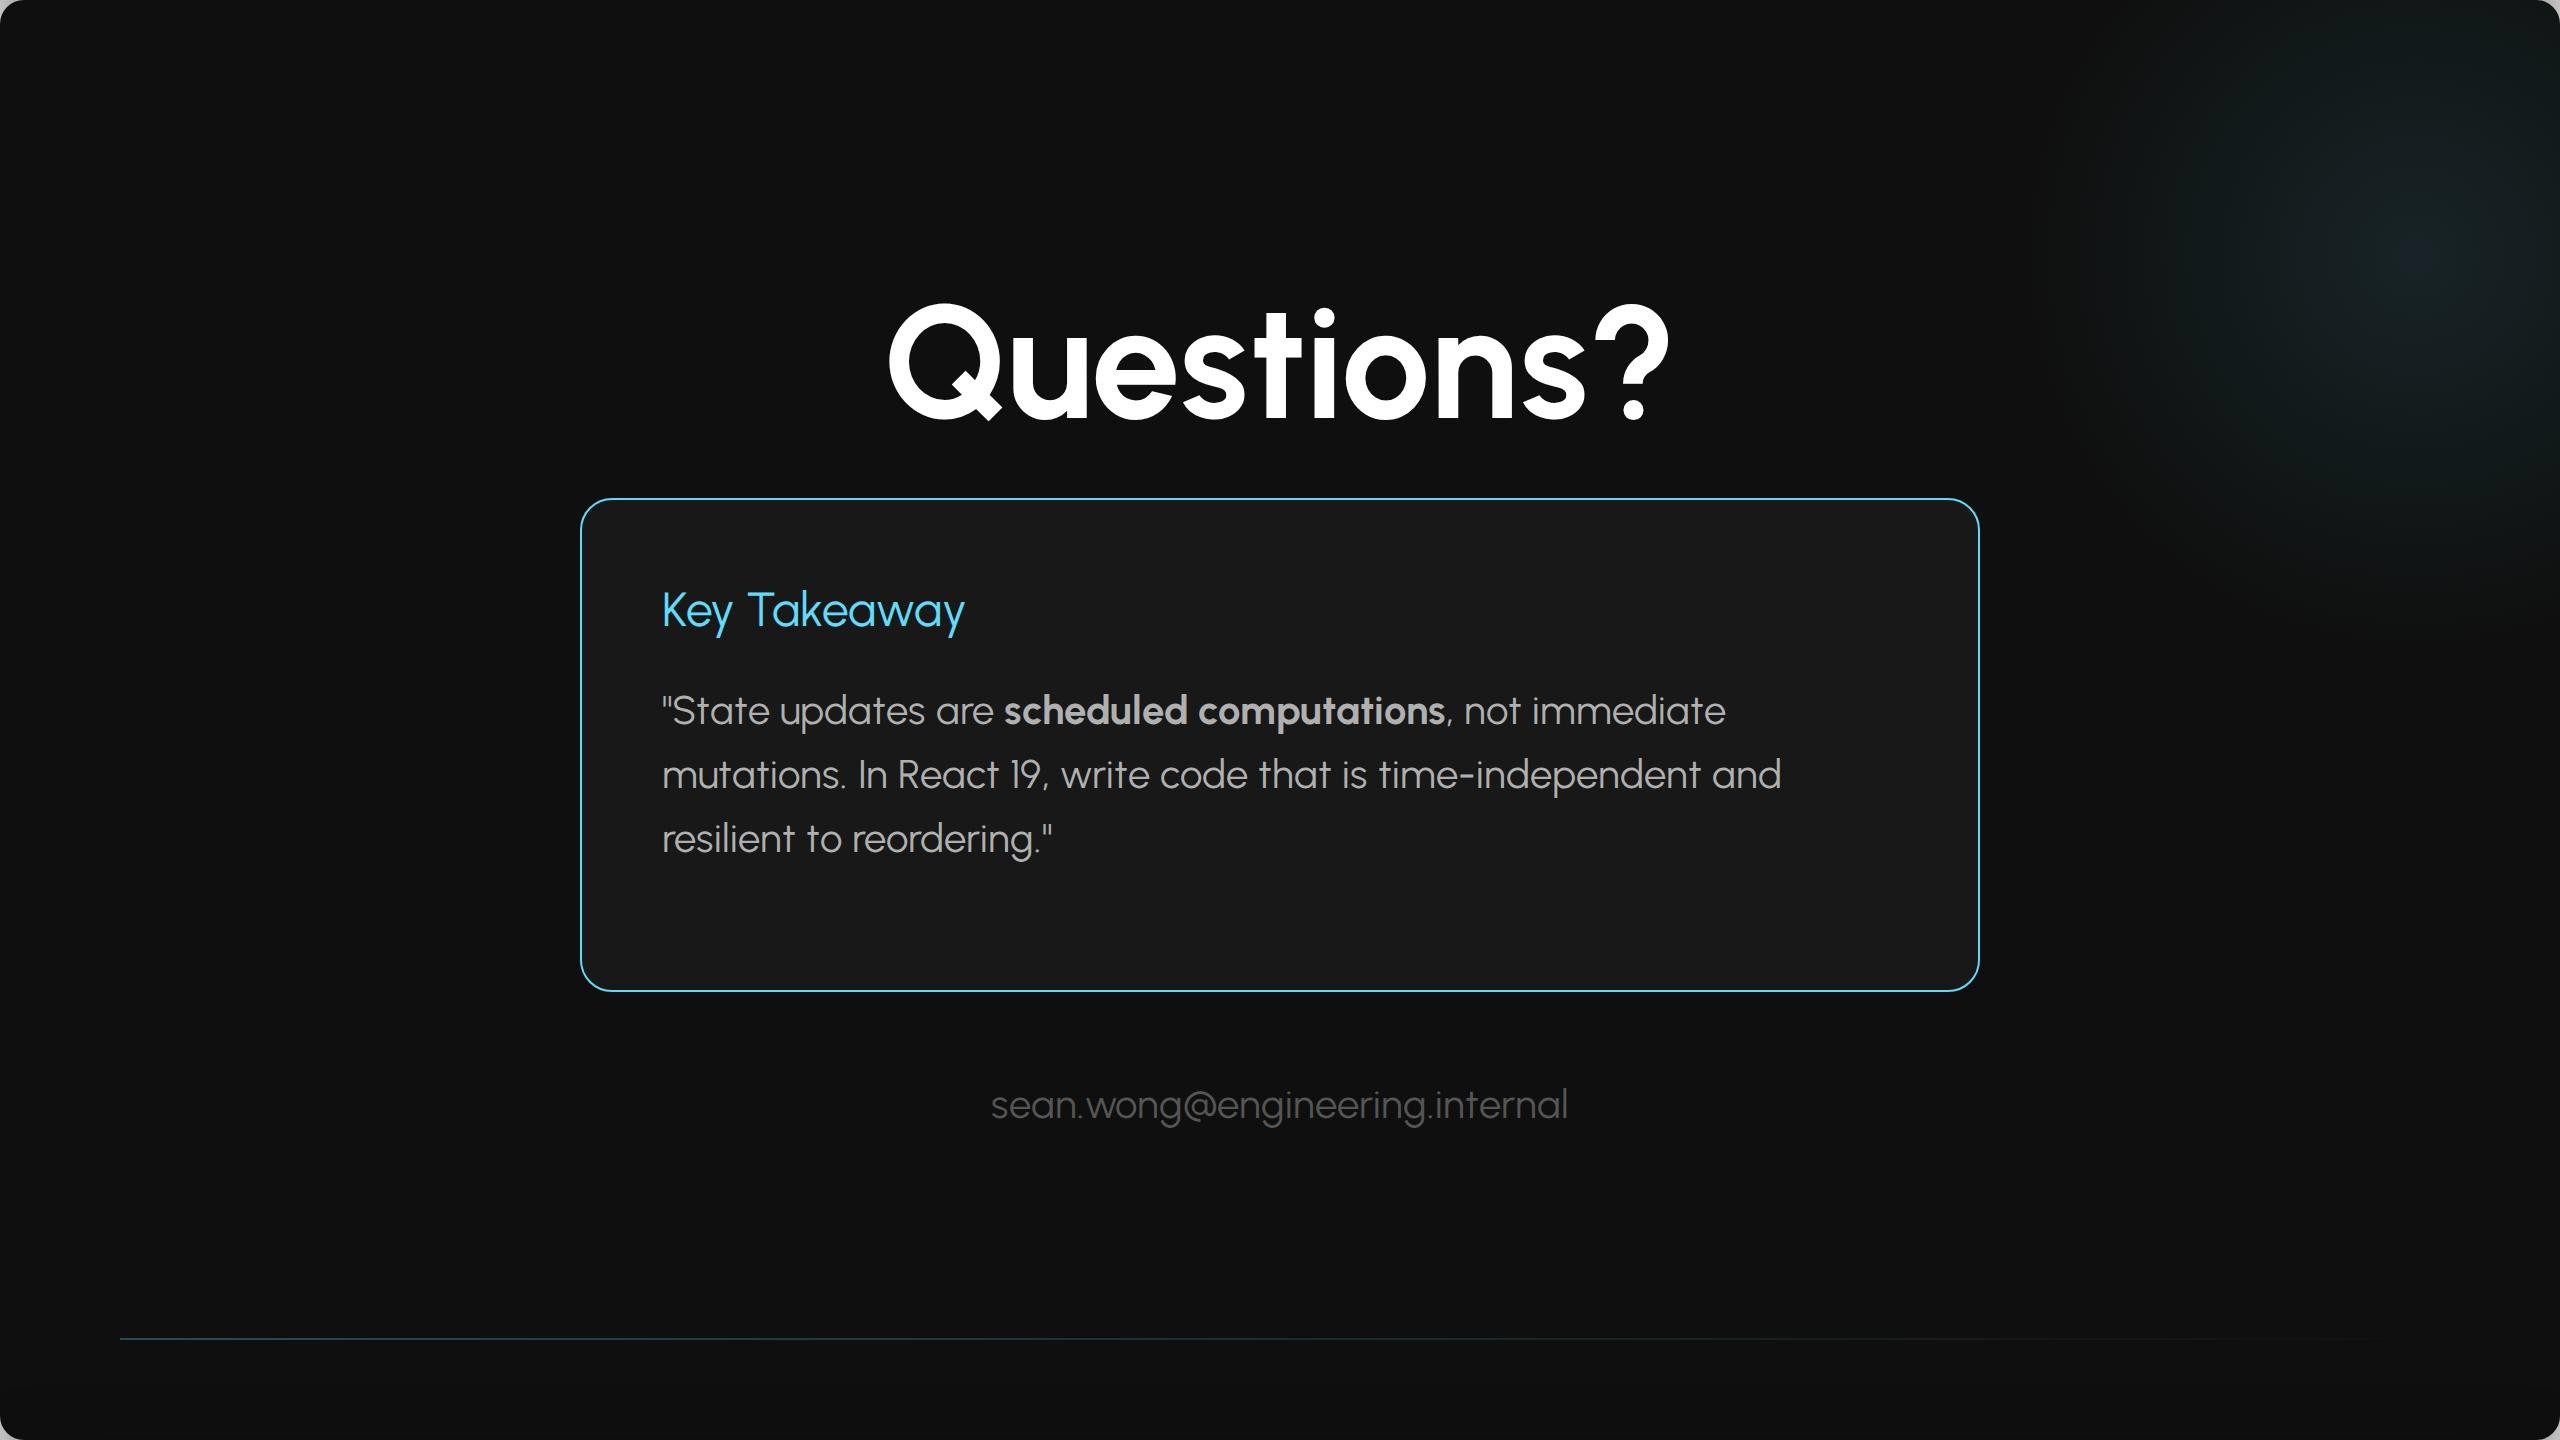 Questions?
Key Takeaway
"State updates are scheduled computations, not immediate
mutations. In React 19, write code that is time-independent and
resilient to reordering."
sean.wong@engineering.internal